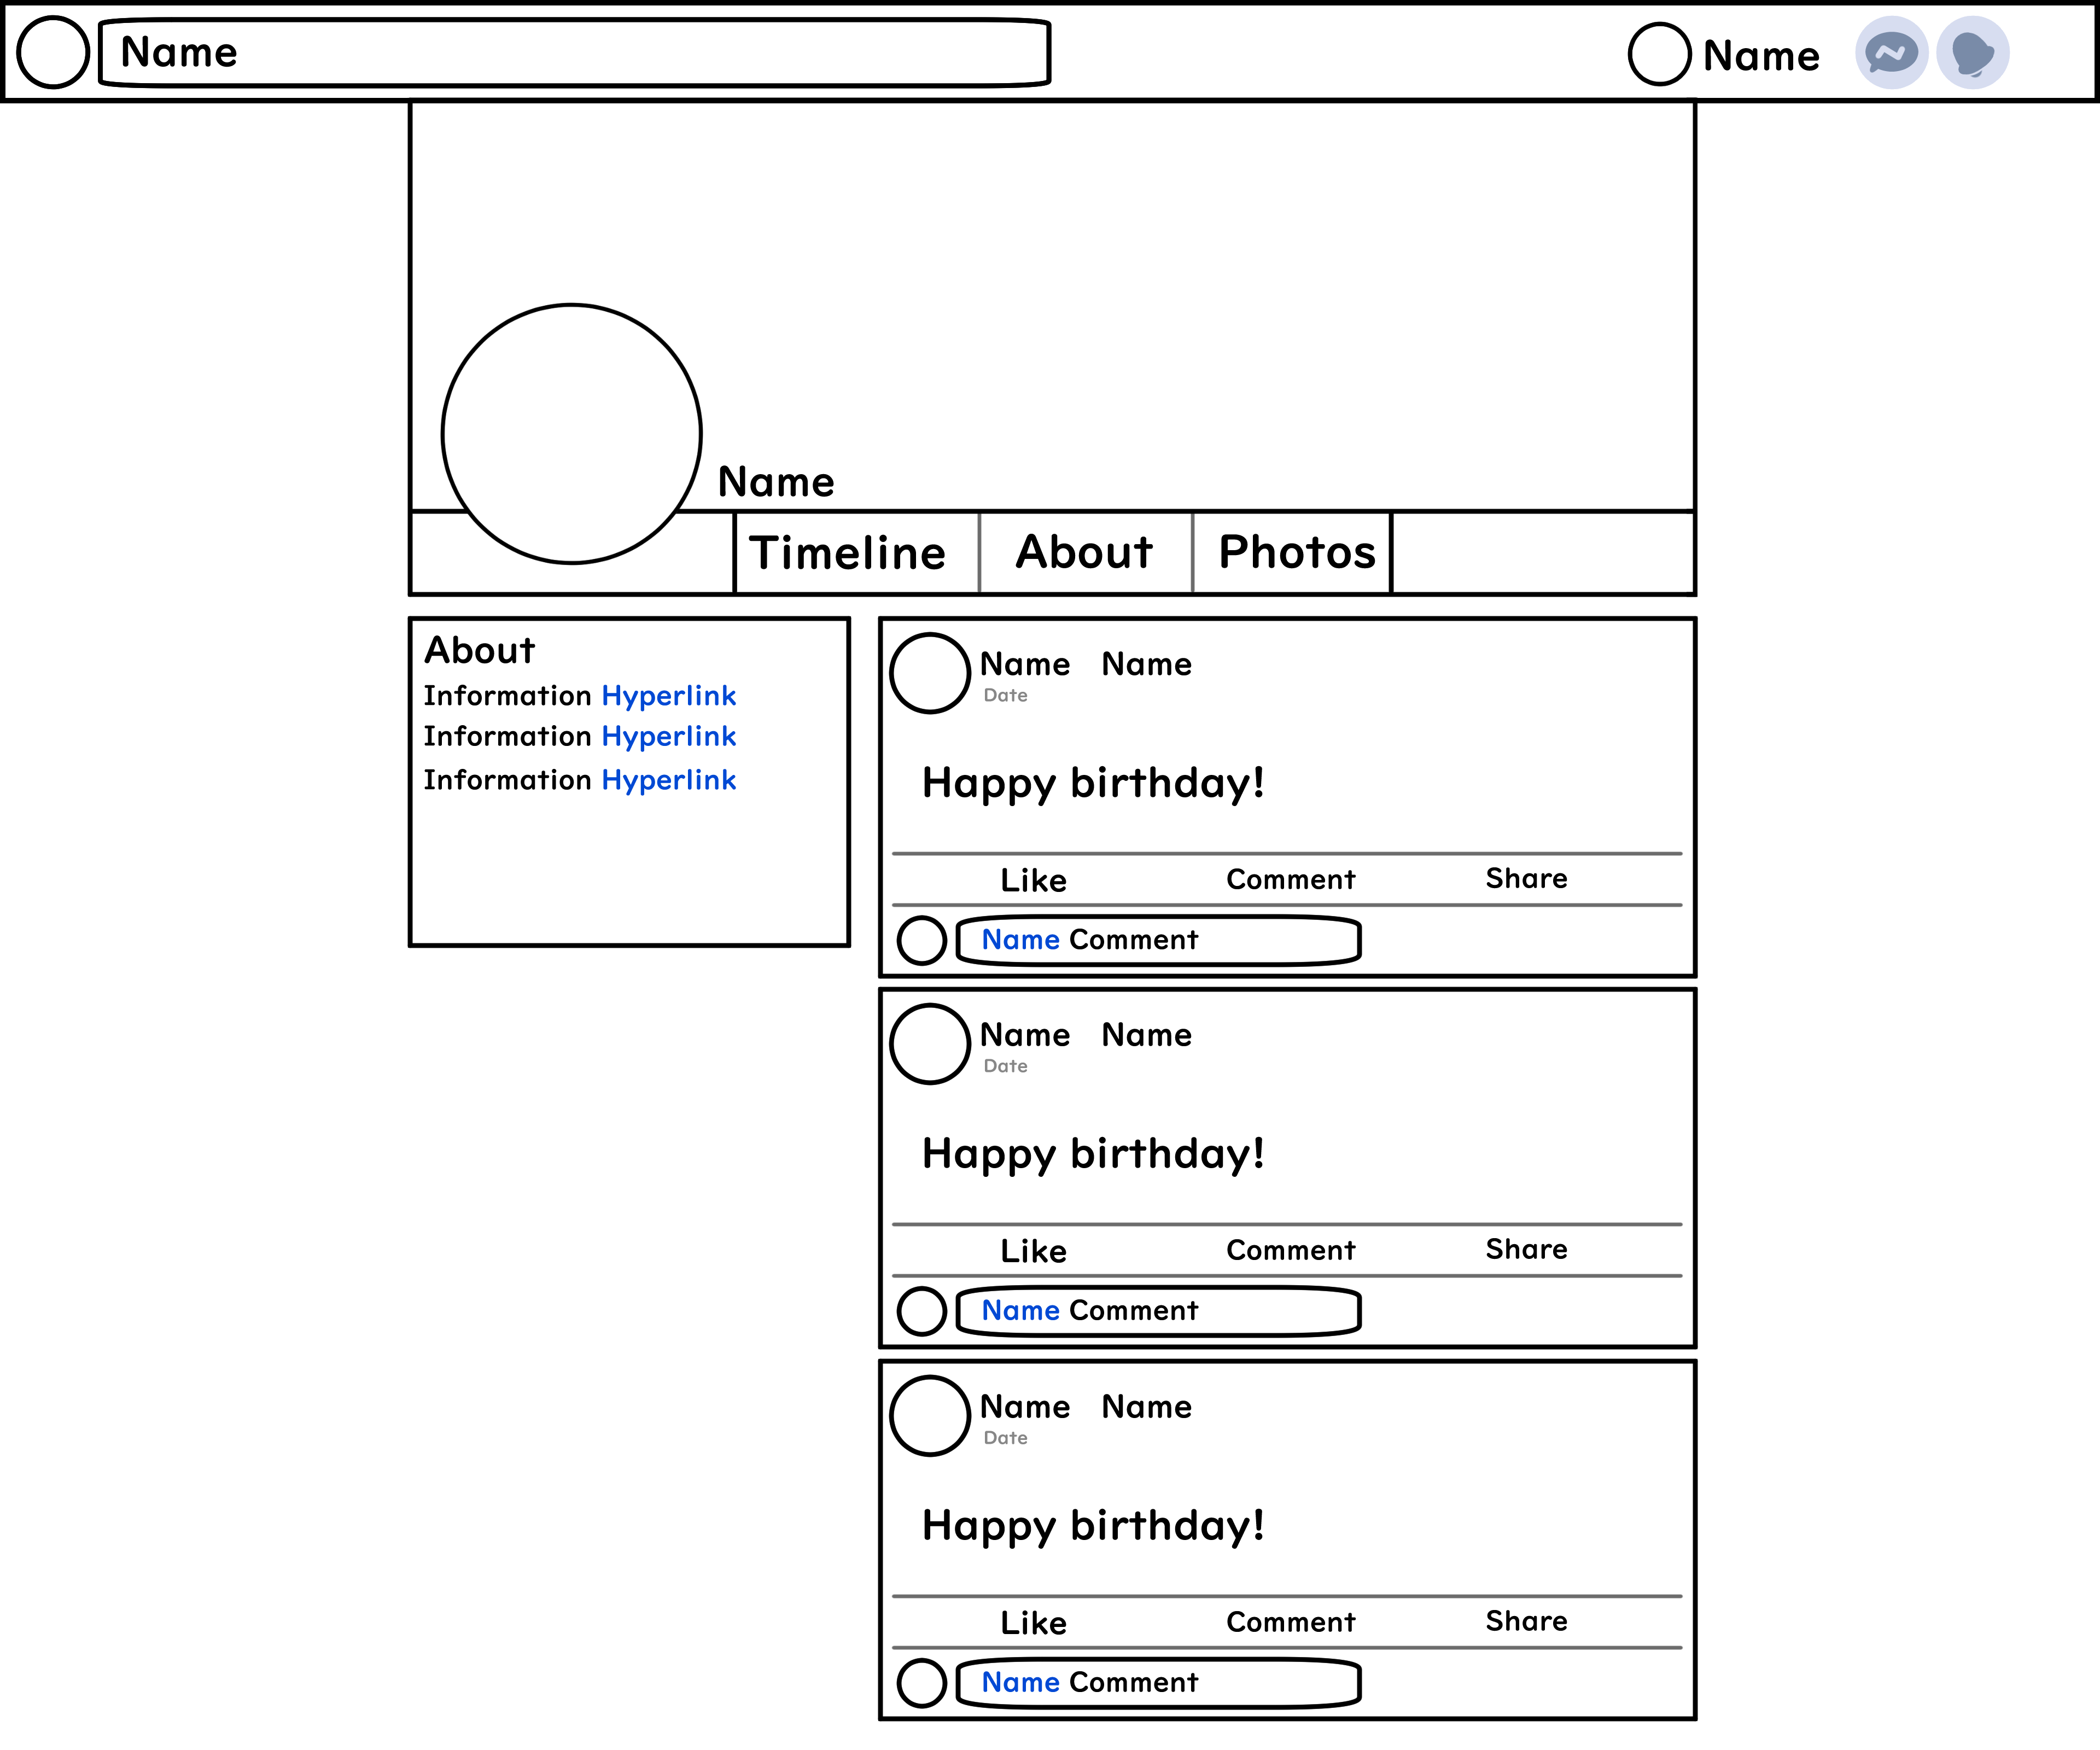 Name
Name
Name
Timeline About Photos
About
Information Hyperlink
Information Hyperlink
Information Hyperlink
Name Name
Date
Happy birthday!
Like Comment Share
Name Comment
Name Name
Date
Happy birthday!
Like Comment Share
Name Comment
Name Name
Date
Happy birthday!
Like Comment Share
Name Comment